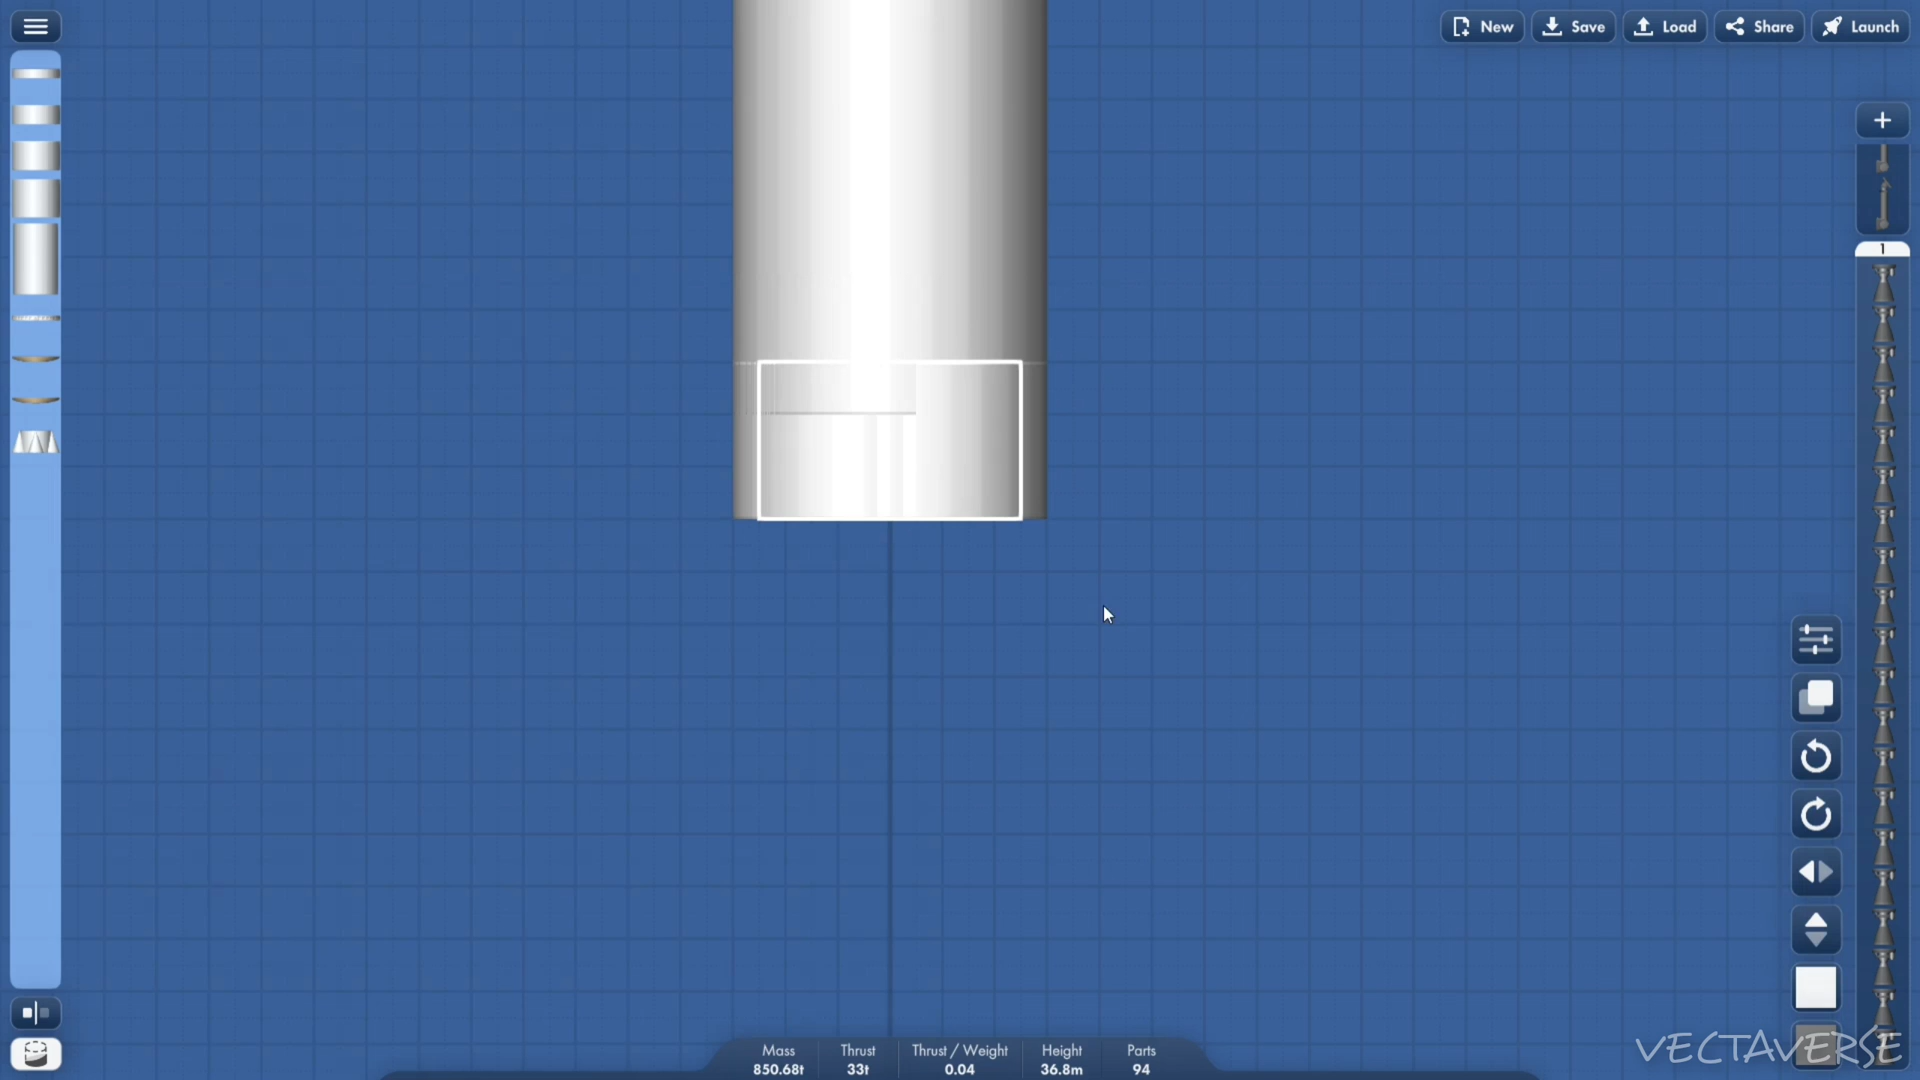 New Save Load Share Launch
1
Mass Thrust Thrust / Weight Height Parts
850.68t 33t 0.04 36.8m 94
VECTAVERSE